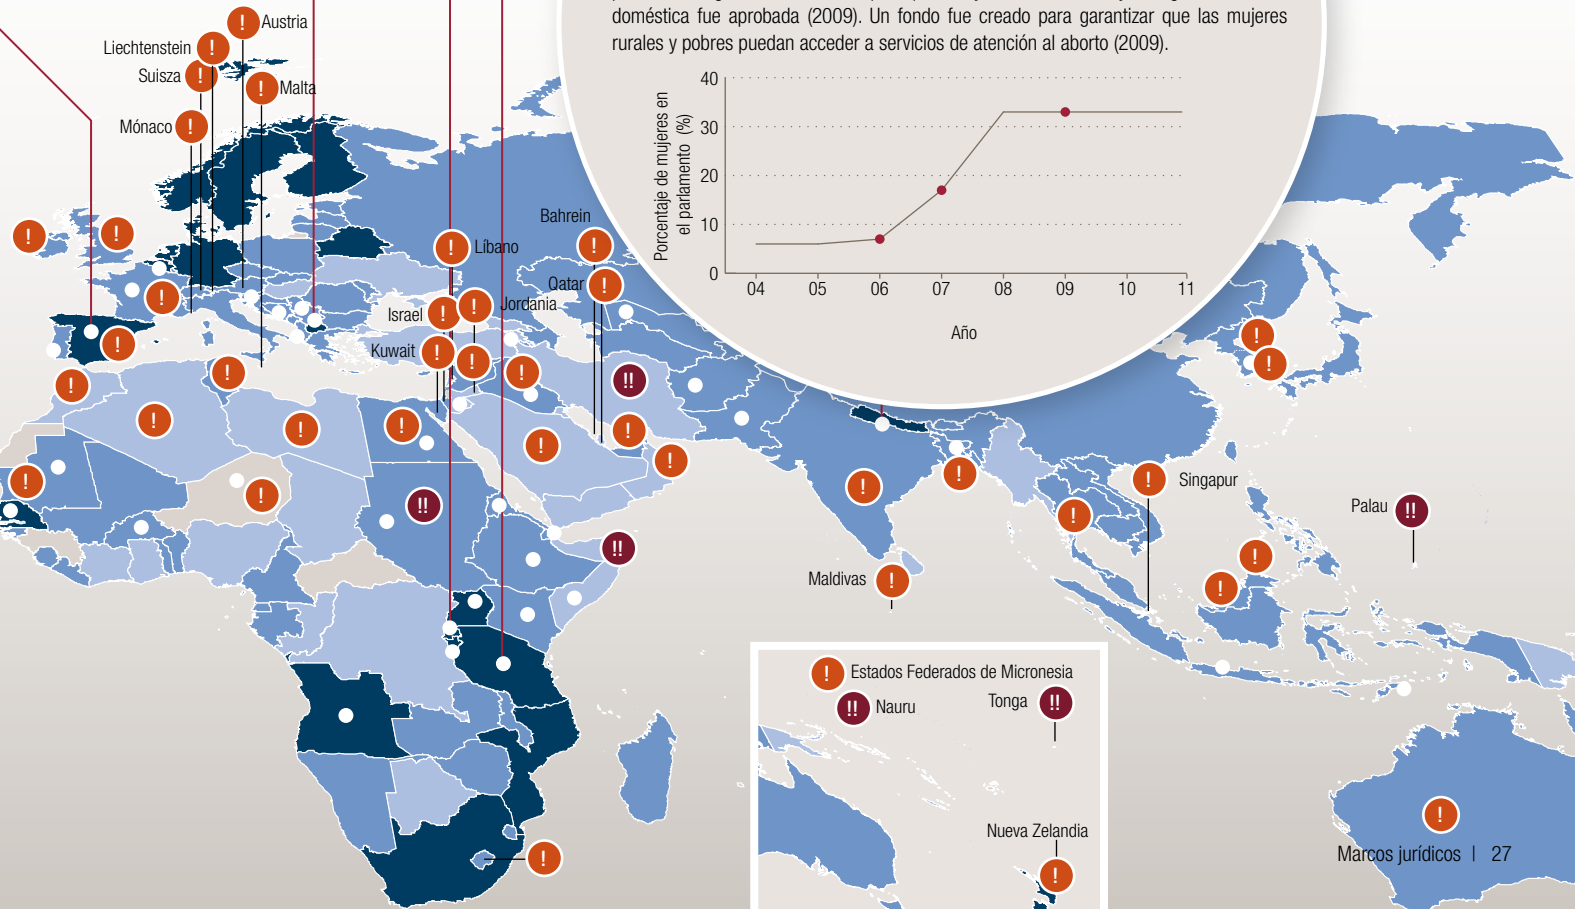 doméstica fue aprobada (2009). Un fondo fue creado para garantizar que las mujeres
rurales y pobres puedan acceder a servicios de atención al aborto (2009).
Porcentaje de mujeres en
el parlamento (%)
40
30
20
10
0
04 05 06 07 08 09 10 11
Año
Austria
Liechtenstein
Suisza
Malta
Mónaco
Bahrein
Líbano
Qatar
Jordania
Israel
Kuwait
Singapur
Palau
Maldivas
Estados Federados de Micronesia
Nauru
Tonga
Nueva Zelandia
Marcos jurídicos | 27